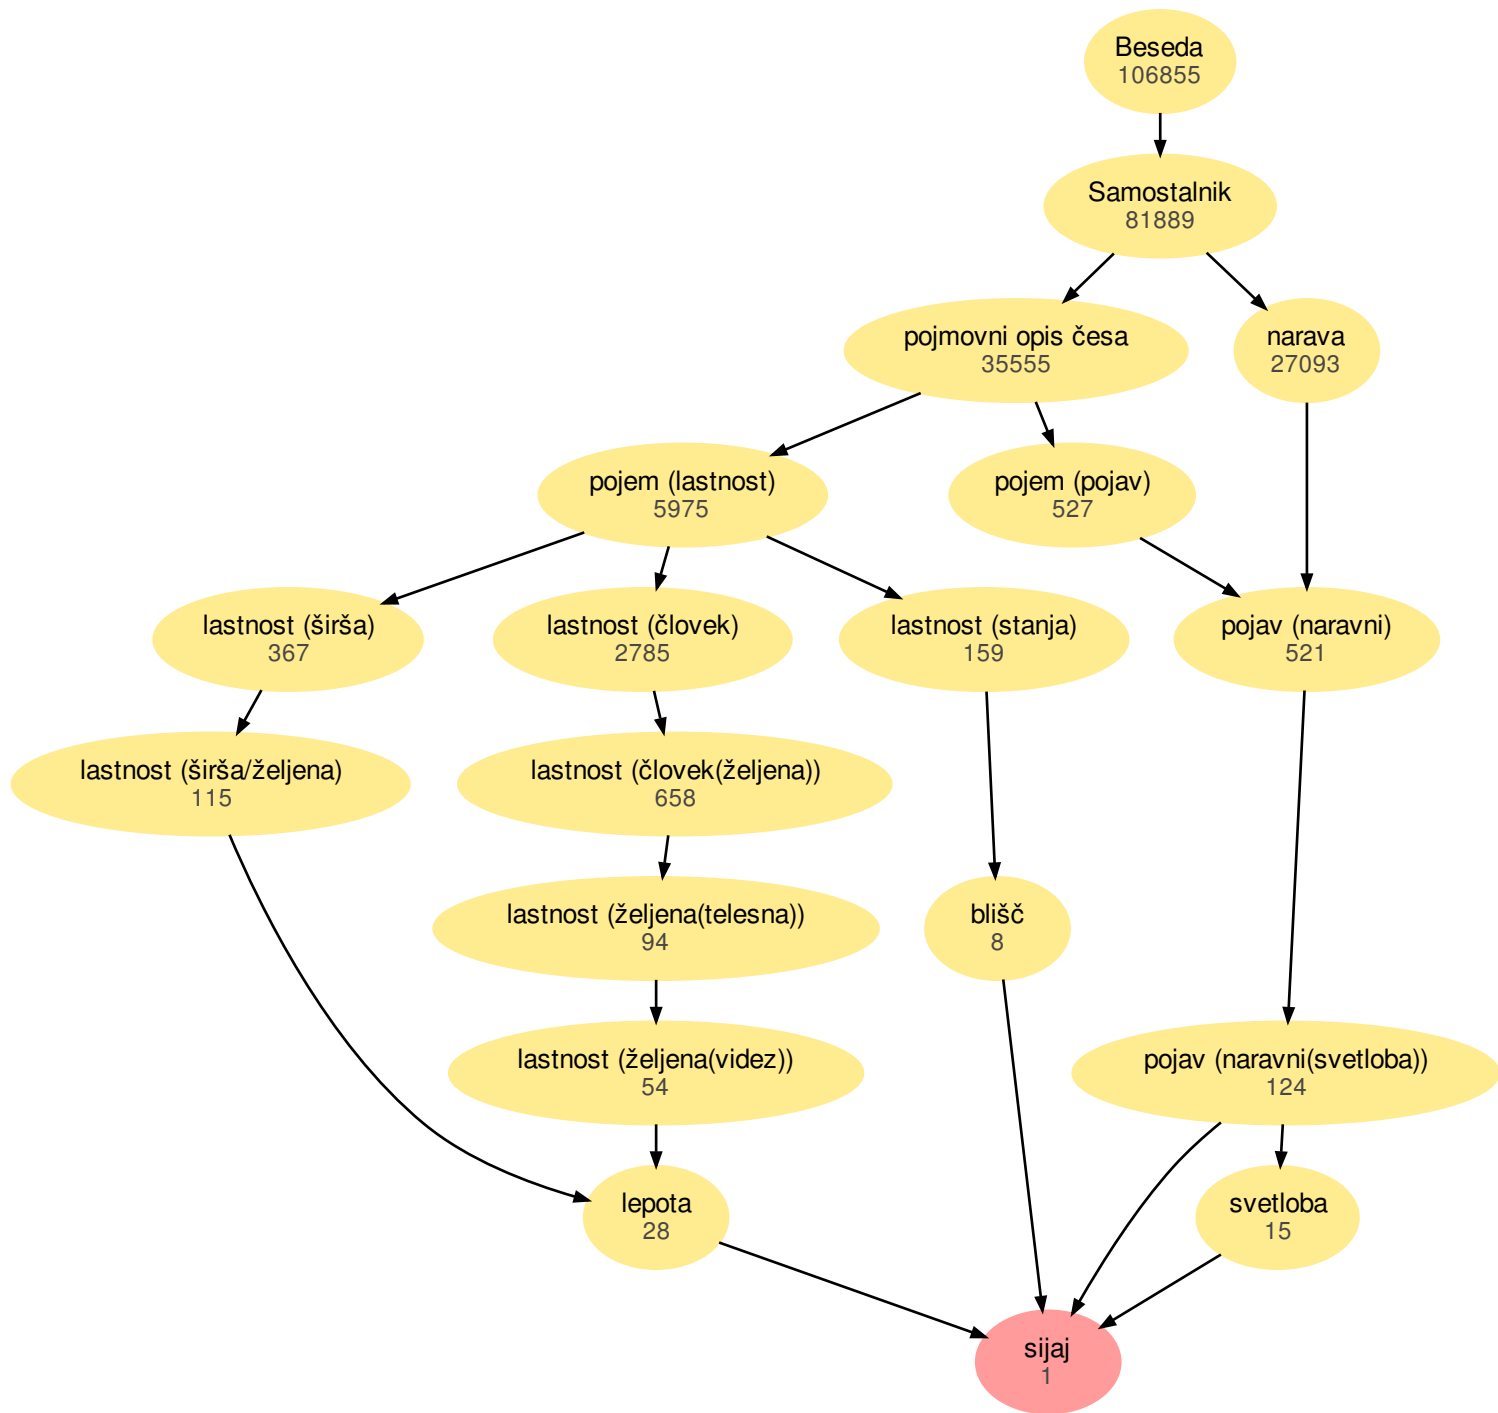 Beseda
106855
Samostalnik
81889
pojmovni opis česa
35555
narava
27093
pojem (lastnost)
5975
pojem (pojav)
527
lastnost (širša)
367
lastnost (človek)
2785
lastnost (stanja)
159
pojav (naravni)
521
lastnost (širša/željena)
115
lastnost (človek(željena))
658
lastnost (željena(telesna))
94
blišč
8
lastnost (željena(videz))
54
pojav (naravni(svetloba))
124
lepota
28
svetloba
15
sijaj
1